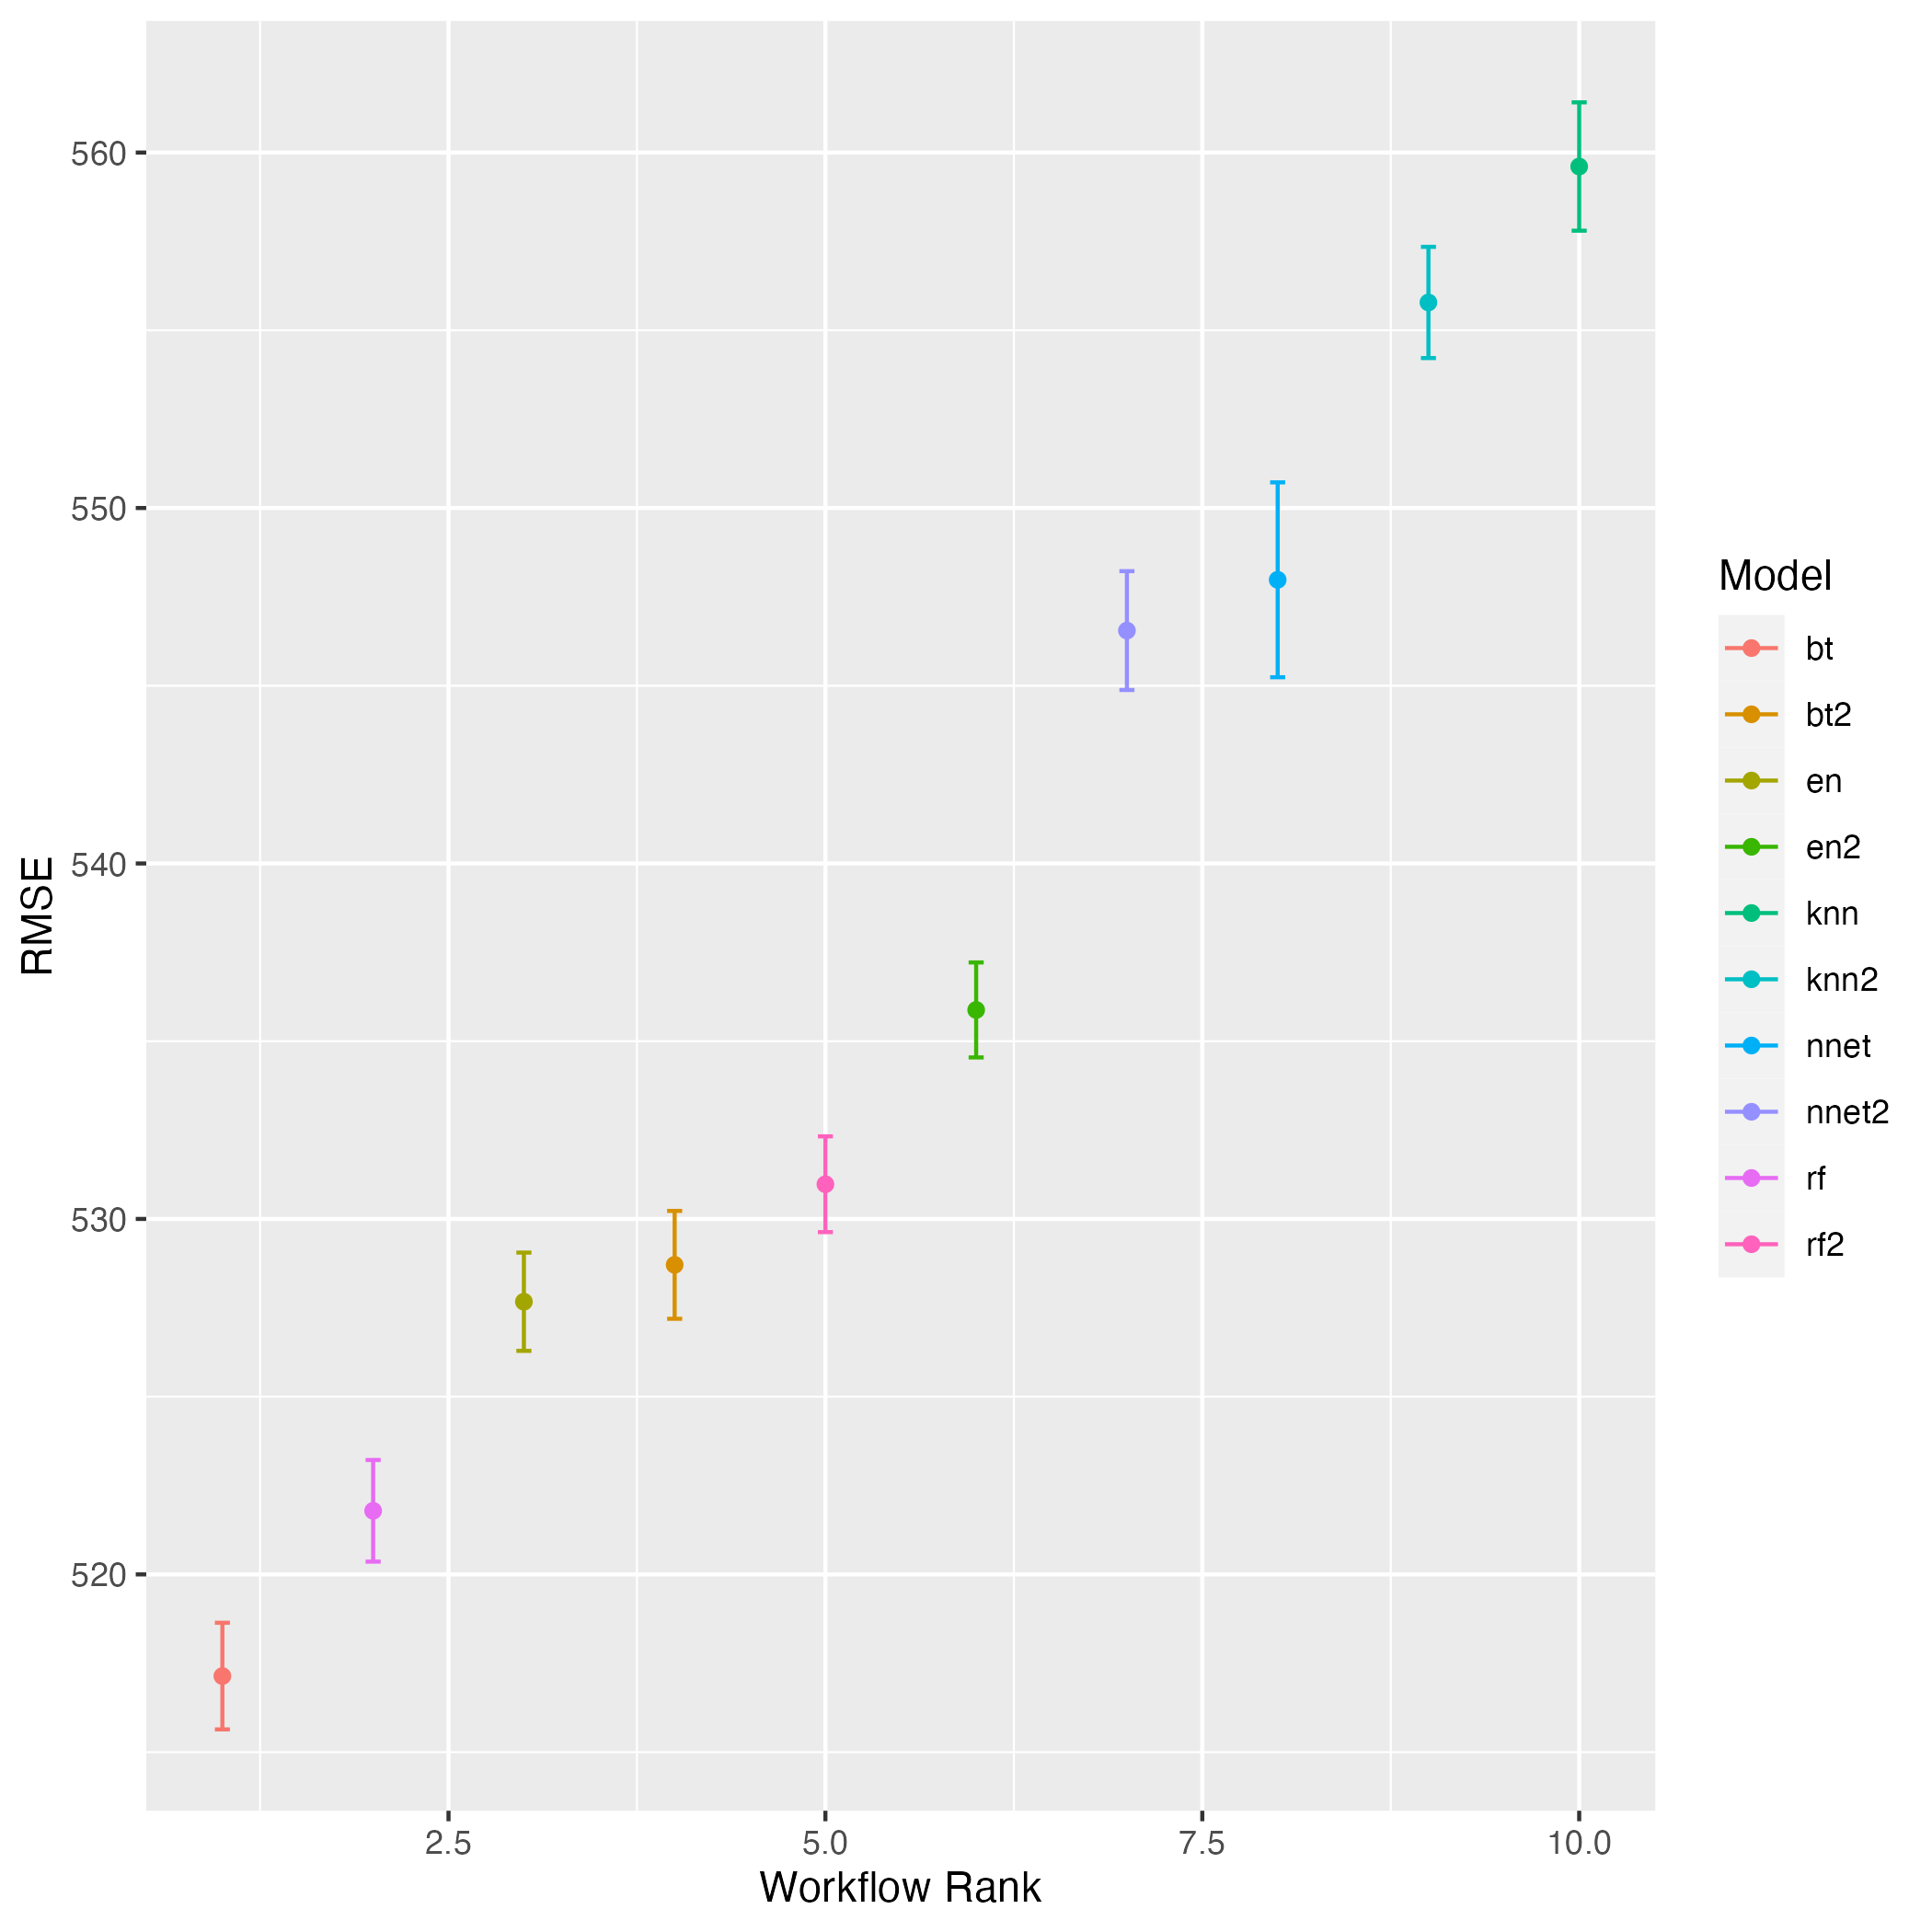 560
550
540
530
520
RMSE
2.5
5.0
7.5
10.0
Workflow Rank
Model
bt
bt2
en
en2
knn
knn2
nnet
nnet2
rf
rf2